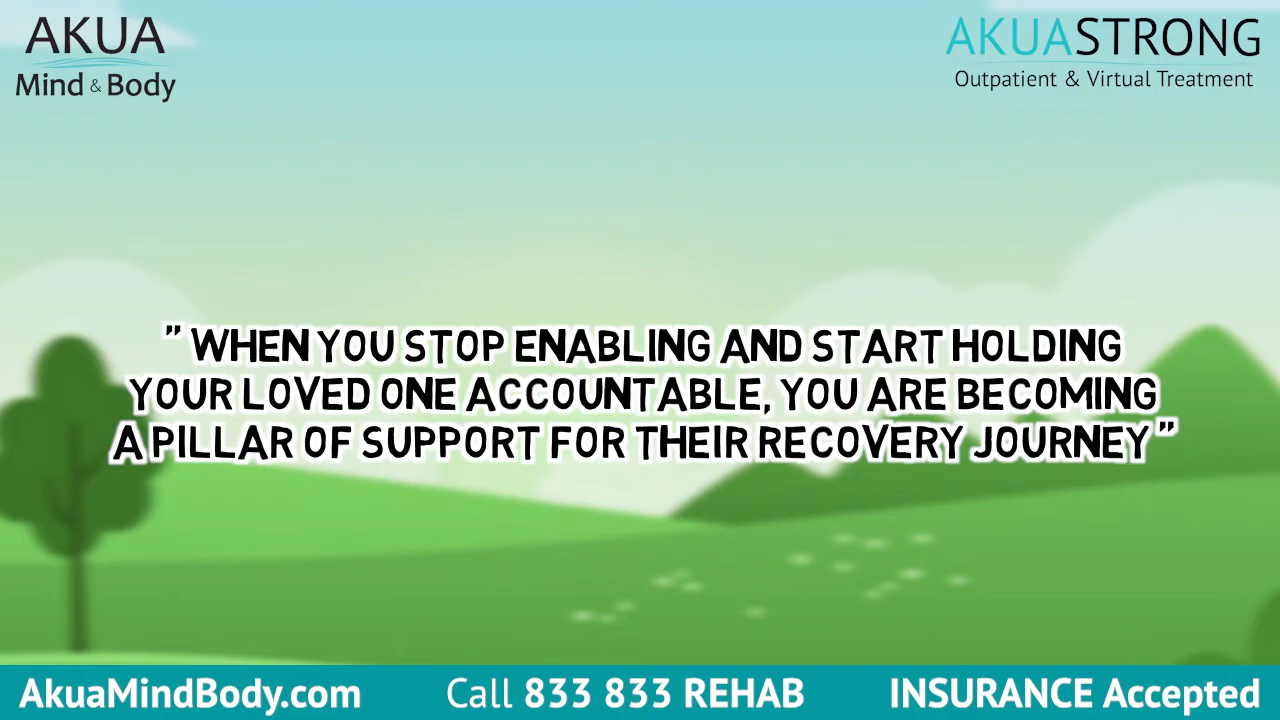 AKUA
Mind & Body
AKUASTRONG
Outpatient & Virtual Treatment
" WHEN YOU STOP ENABLING AND START HOLDING
YOUR LOVED ONE ACCOUNTABLE, YOU ARE BECOMING
A PILLAR OF SUPPORT FOR THEIR RECOVERY JOURNEY "
AkuaMindBody.com
Call 833 833 REHAB
INSURANCE Accepted